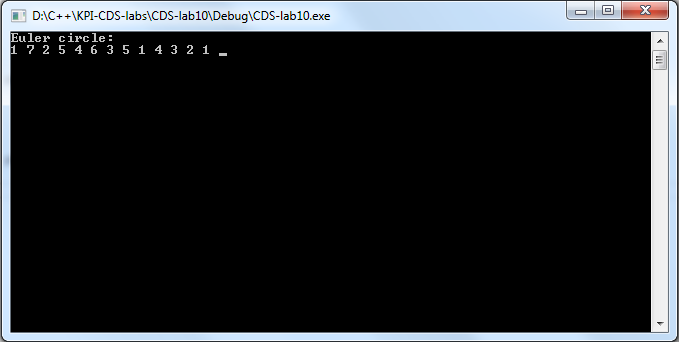 D:\C++\KPI-CDS-labs\CDS-lab10\Debug\CDS-lab10.exe
Euler circle:
1 7 2 5 4 6 3 5 1 4 3 2 1 _